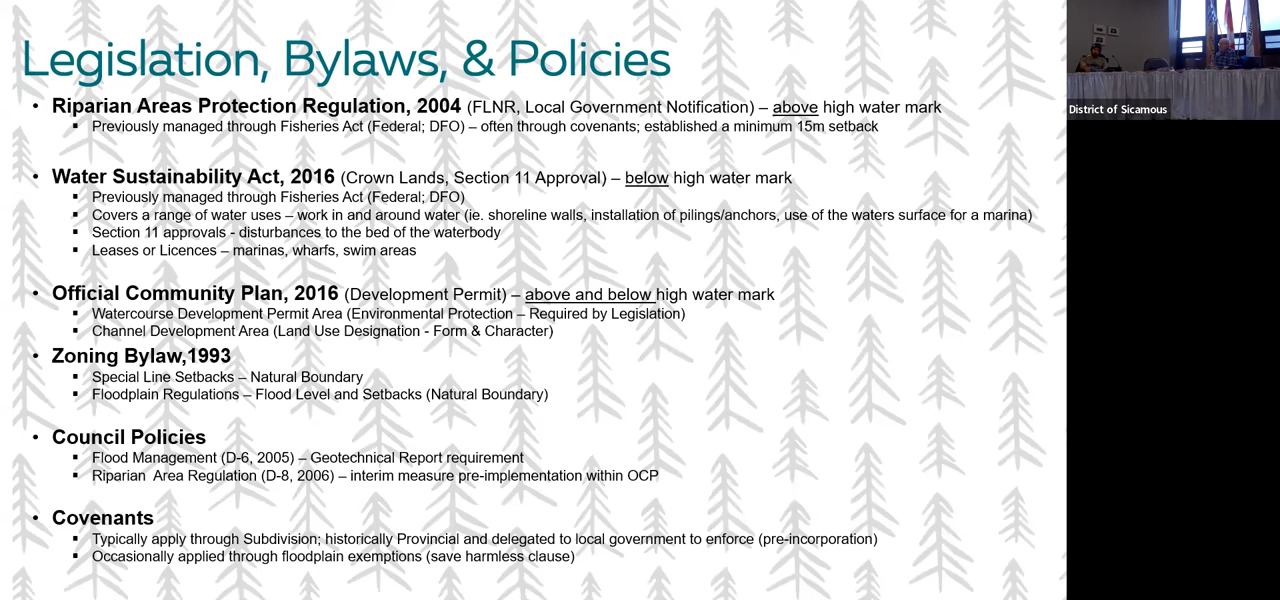 Legislation, Bylaws, & Policies
• Riparian Areas Protection Regulation, 2004 (FLNR, Local Government Notification) – above high water mark
▪ Previously managed through Fisheries Act (Federal; DFO) – often through covenants; established a minimum 15m setback
• Water Sustainability Act, 2016 (Crown Lands, Section 11 Approval) – below high water mark
▪ Previously managed through Fisheries Act (Federal; DFO)
▪ Covers a range of water uses – work in and around water (ie. shoreline walls, installation of pilings/anchors, use of the waters surface for a marina)
▪ Section 11 approvals - disturbances to the bed of the waterbody
▪ Leases or Licences – marinas, wharfs, swim areas
• Official Community Plan, 2016 (Development Permit) – above and below high water mark
▪ Watercourse Development Permit Area (Environmental Protection – Required by Legislation)
▪ Channel Development Area (Land Use Designation - Form & Character)
• Zoning Bylaw,1993
▪ Special Line Setbacks – Natural Boundary
▪ Floodplain Regulations – Flood Level and Setbacks (Natural Boundary)
• Council Policies
▪ Flood Management (D-6, 2005) – Geotechnical Report requirement
▪ Riparian Area Regulation (D-8, 2006) – interim measure pre-implementation within OCP
• Covenants
▪ Typically apply through Subdivision; historically Provincial and delegated to local government to enforce (pre-incorporation)
▪ Occasionally applied through floodplain exemptions (save harmless clause)
District of Sicamous